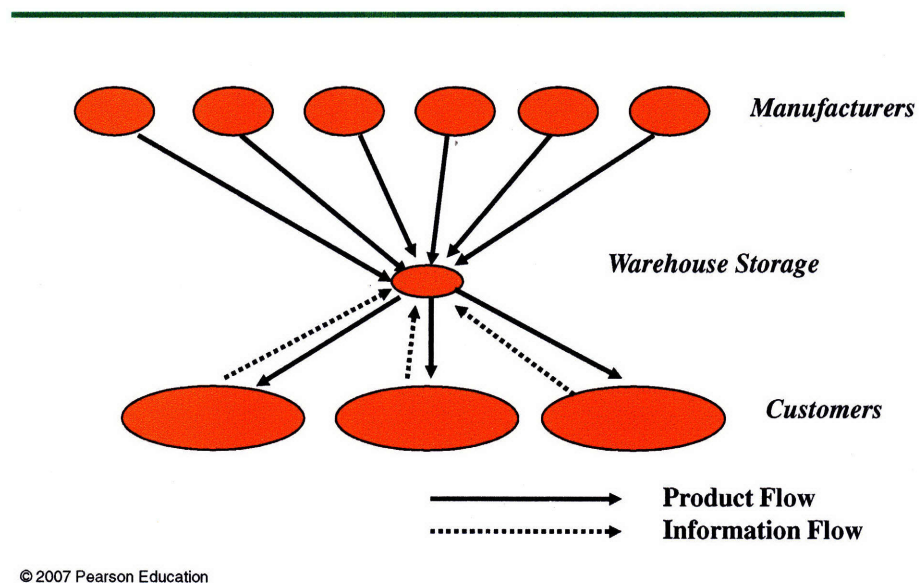 Manufacturers
Warehouse Storage
Customers
Product Flow
Information Flow
© 2007 Pearson Education